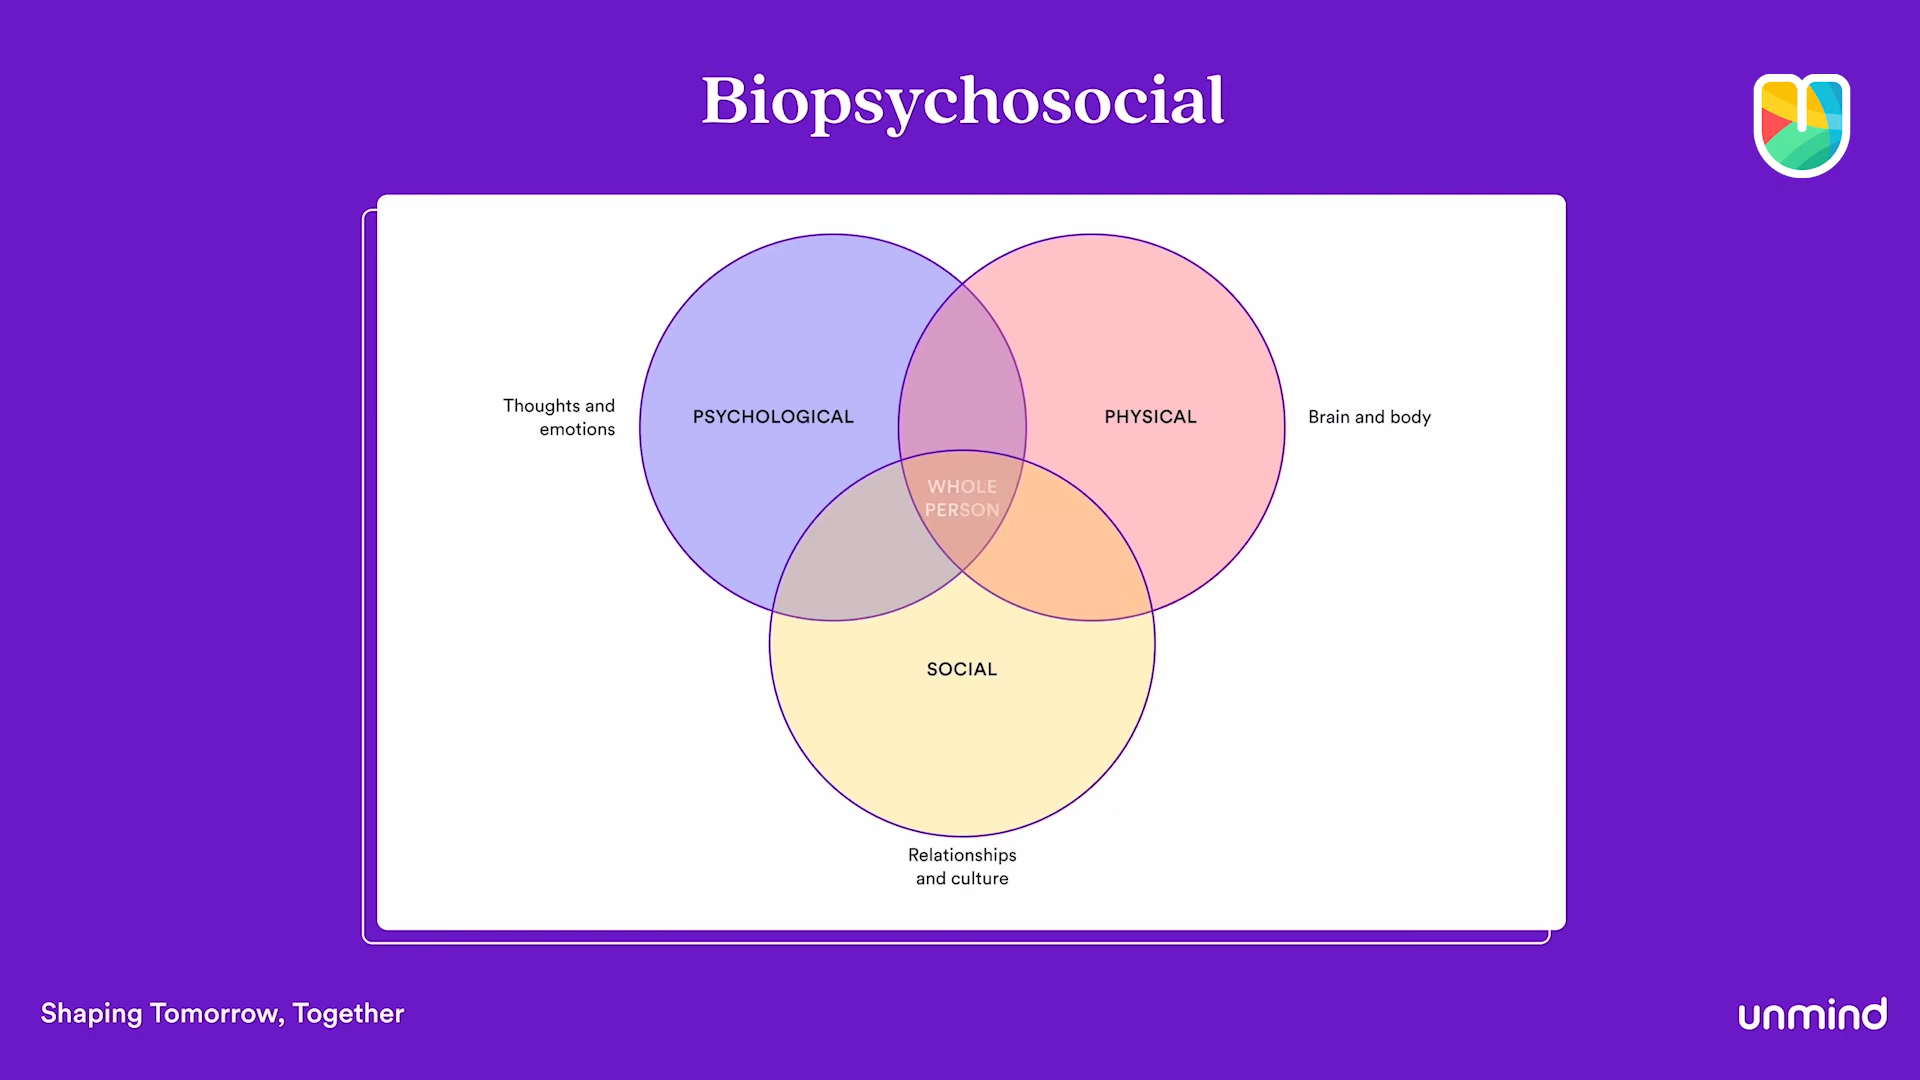 Biopsychosocial
Thoughts and
emotions
PSYCHOLOGICAL
PHYSICAL
Brain and body
WHOLE
PERSON
SOCIAL
Relationships
and culture
Shaping Tomorrow, Together
unmind